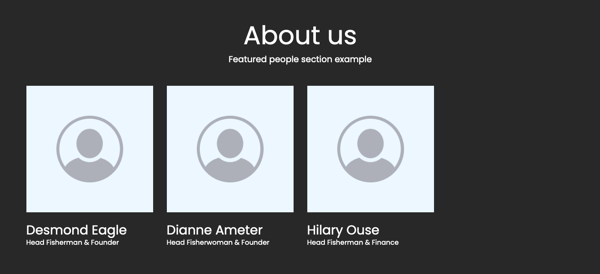 About us
Featured people section example
Desmond Eagle
Head Fisherman & Founder
Dianne Ameter
Head Fisherwoman & Founder
Hilary Ouse
Head Fisherman & Finance